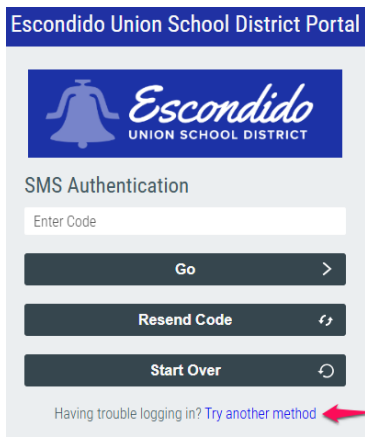 Escondido Union School District Portal
Escondido
UNION SCHOOL DISTRICT
SMS Authentication
Enter Code
Go
Resend Code
Start Over
Having trouble logging in? Try another method